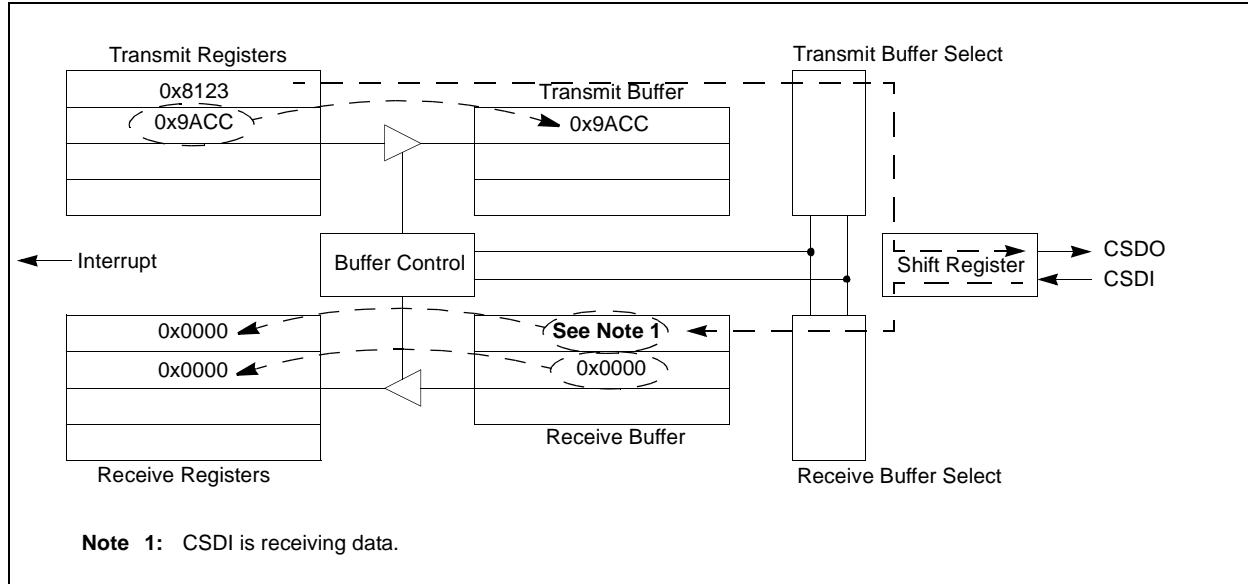 Transmit Registers
Transmit Buffer Select
0x8123
Transmit Buffer
0x9ACC
0x9ACC
Interrupt
Buffer Control
Shift Register
CSDO
CSDI
0x0000
See Note 1
0x0000
0x0000
Receive Buffer
Receive Registers
Receive Buffer Select
Note 1: CSDI is receiving data.